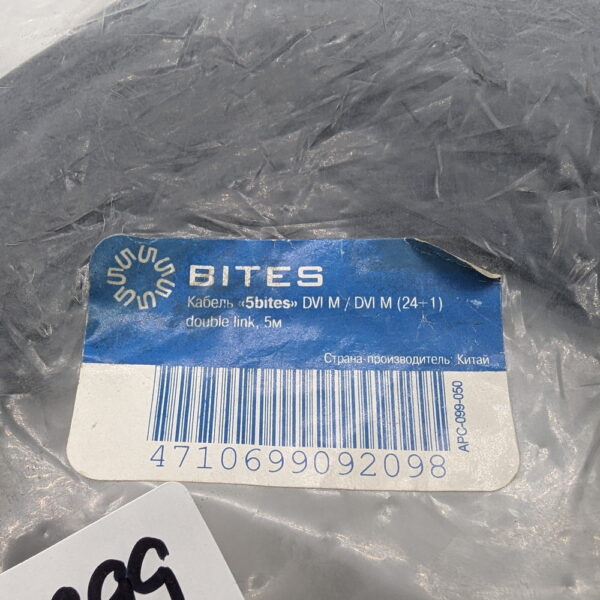 BITES
Кабель «5bites» DVI M / DVI M (24+1)
double link, 5м
Страна-производитель: Китай
APC-099-050
4710699092098